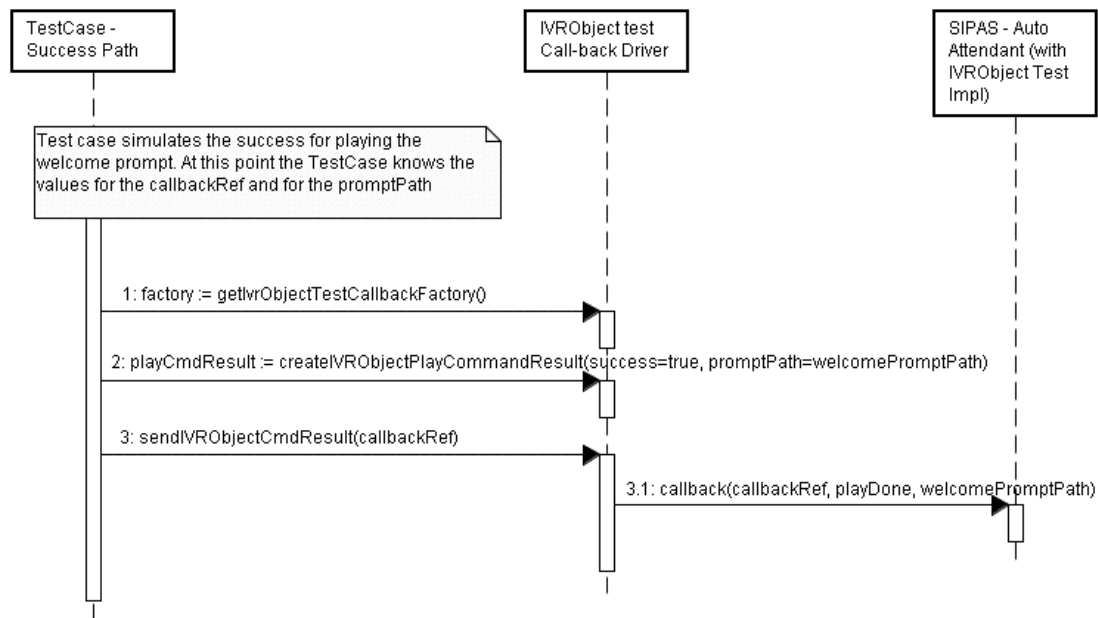 TestCase -
Success Path
IVRObject test
Call-back Driver
SIPAS - Auto
Attendant (with
IVRObject Test
Impl)
Test case simulates the success for playing the
welcome prompt. At this point the TestCase knows the
values for the callbackRef and for the promptPath
1: factory := getIvrObjectTestCallbackFactory()
2: playCmdResult := createIVRObjectPlayCommandResult(success=true, promptPath=welcomePromptPath)
3: sendIVRObjectCmdResult(callbackRef)
3.1: callback(callbackRef, playDone, welcomePromptPath)